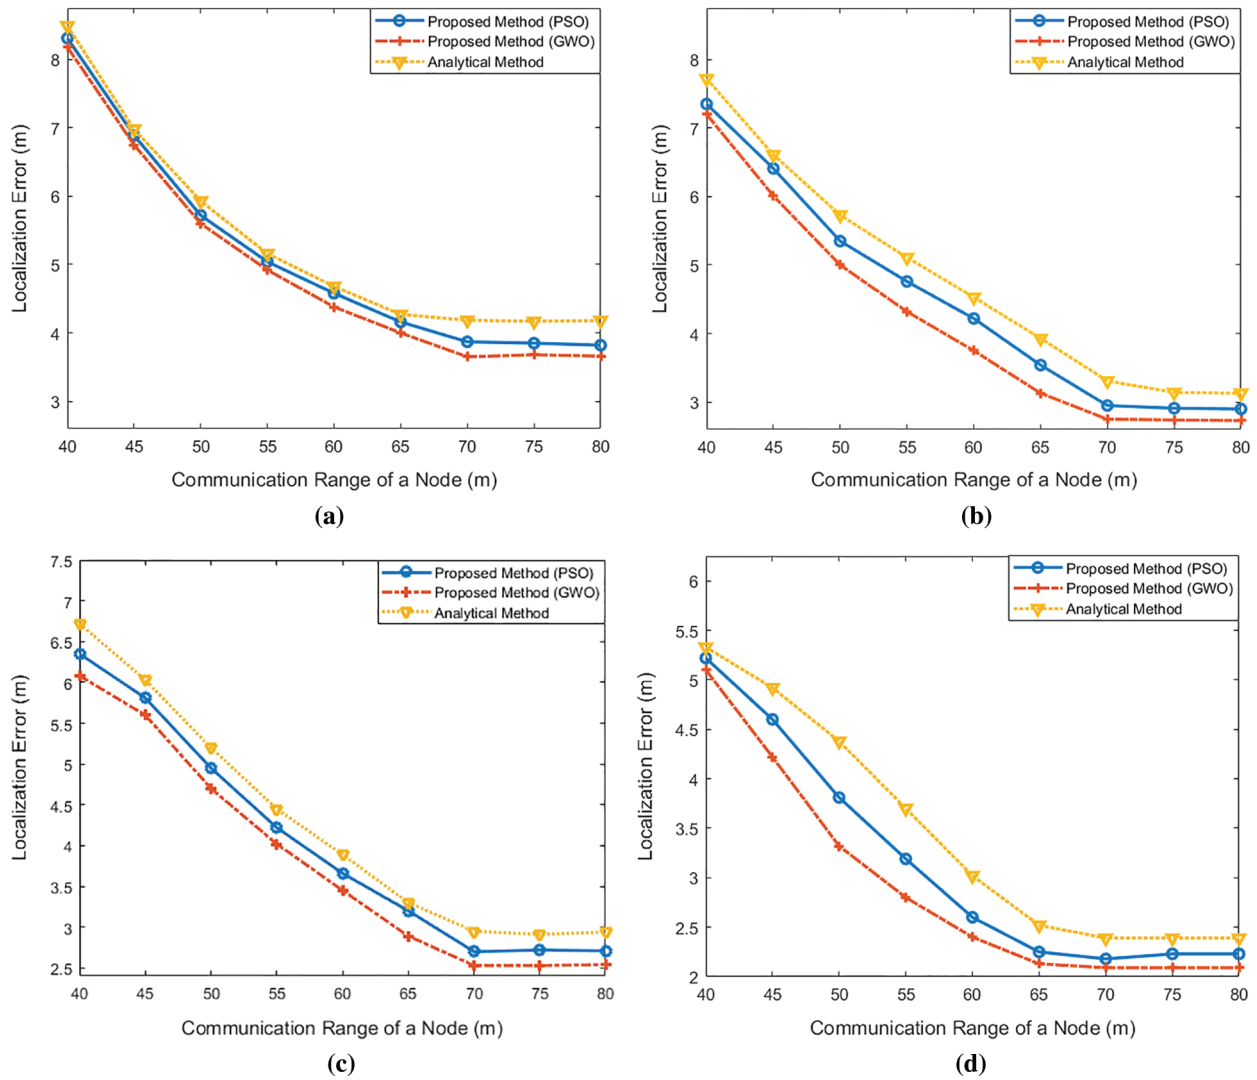 Proposed Method (PSO)
Proposed Method (GWO)
Analytical Method
8
7
6
5
4
3
Localization Error (m)
40 45 50 55 60 65 70 75 80
Communication Range of a Node (m)
(a)
Proposed Method (PSO)
Proposed Method (GWO)
Analytical Method
8
7
6
5
4
3
Localization Error (m)
40 45 50 55 60 65 70 75 80
Communication Range of a Node (m)
(b)
Proposed Method (PSO)
Proposed Method (GWO)
Analytical Method
7.5
7
6.5
6
5.5
5
4.5
4
3.5
3
2.5
Localization Error (m)
40 45 50 55 60 65 70 75 80
Communication Range of a Node (m)
(c)
Proposed Method (PSO)
Proposed Method (GWO)
Analytical Method
6
5.5
5
4.5
4
3.5
3
2.5
2
Localization Error (m)
40 45 50 55 60 65 70 75 80
Communication Range of a Node (m)
(d)